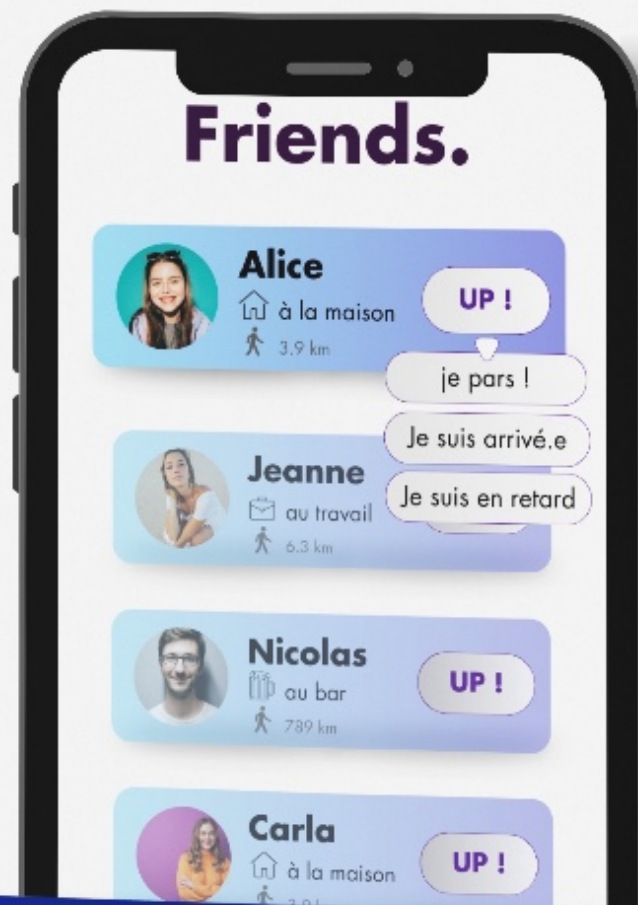 Friends.
Alice
à la maison
3.9 km
UP !
je pars !
Je suis arrivé.e
Je suis en retard
Jeanne
au travail
6.3 km
Nicolas
au bar
789 km
UP !
Carla
à la maison
UP !